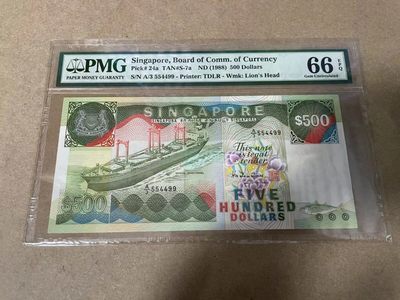 PMG
PAPER MONEY GUARANTY
Singapore, Board of Comm. of Currency
Pick# 24a TAN#S-7a ND (1988) 500 Dollars
S/N A/3 554499 - Printer: TDLR - Wmk: Lion's Head
66 EPQ
Gem Uncirculated
SINGAPORE
$500
A/3 554499
This note
is legal
tender
A/3 554499
FIVE
HUNDRED
DOLLARS
$500